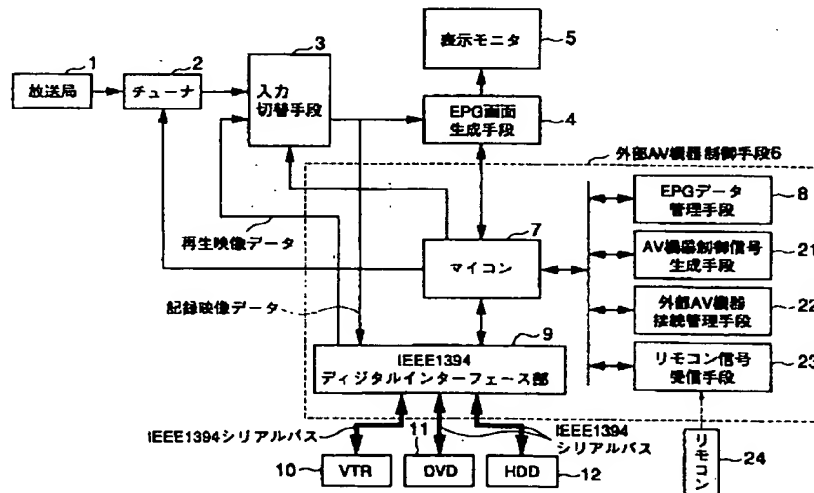 5
表示モニタ
3
1
2
放送局
チューナ
入力
切替手段
EPG画面
生成手段
4
外部AV機器制御手段6
EPGデータ
管理手段
8
7
再生映像データ
マイコン
AV機器制御信号
生成手段
21
記録映像データ
外部AV機器
接続管理手段
22
9
IEEE1394
ディジタルインターフェース部
リモコン信号
受信手段
23
IEEE1394シリアルバス
11
IEEE1394
シリアルバス
10
VTR
DVD
HDD
12
リモコン
24